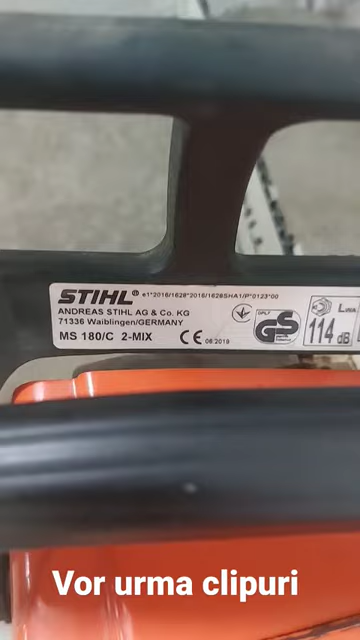 STIHL® e1*2016/1628*2016/1628SHA1/P*0123*00
ANDREAS STIHL AG & Co. KG
71336 Waiblingen/GERMANY
MS 180/C 2-MIX
CE 06.2019
GS
LWA
114 dB
Vor urma clipuri